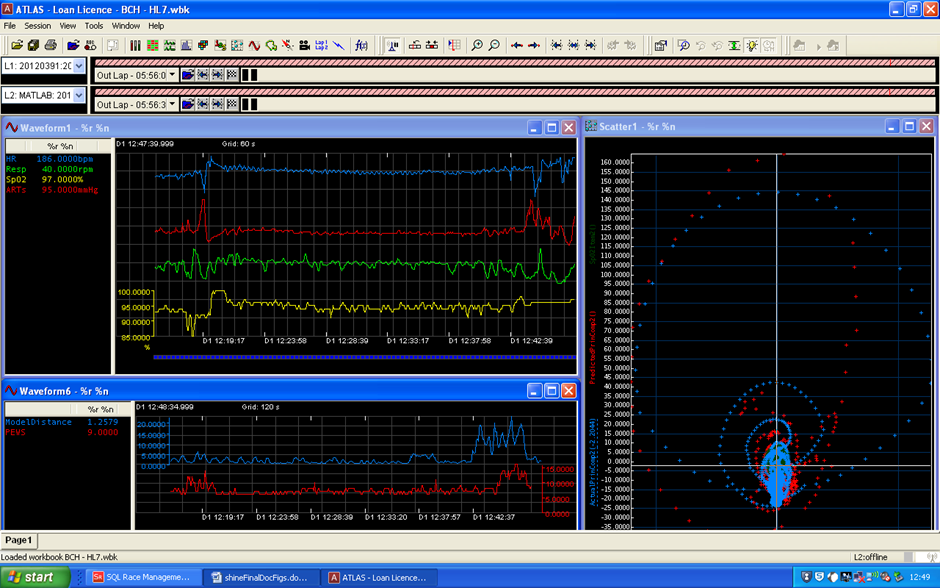 ATLAS - Loan Licence - BCH - HL7.wbk
File Session View Tools Window Help
L1: 20120391:20
Out Lap - 05:56:0
L2: MATLAB: 201
Out Lap - 05:56:3
Waveform1 - %r %n
%r %n
D1 12:47:39.999 Grid: 60 s
HR 186.0000bpm
Resp 40.0000rpm
SpO2 97.0000%
ARTs 95.0000mmHg
100.0000
95.0000
90.0000
85.0000
%
D1 12:19:17 D1 12:23:58 D1 12:28:39 D1 12:33:17 D1 12:37:58 D1 12:42:39
Waveform6 - %r %n
%r %n
D1 12:48:34.999 Grid: 120 s
ModelDistance 1.2579
PEWS 9.0000
20.0000
15.0000
10.0000
5.0000
0.0000
15.0000
10.0000
5.0000
0.0000
D1 12:19:17 D1 12:23:58 D1 12:28:39 D1 12:33:20 D1 12:37:57 D1 12:42:37
Scatter1 - %r %n
160.0000
155.0000
150.0000
145.0000
140.0000
135.0000
130.0000
125.0000
120.0000
115.0000
110.0000
105.0000
100.0000
95.0000
90.0000
85.0000
80.0000
75.0000
70.0000
65.0000
60.0000
55.0000
50.0000
45.0000
40.0000
35.0000
30.0000
25.0000
20.0000
15.0000
10.0000
5.0000
0.0000
-5.0000
-10.0000
-15.0000
-20.0000
-25.0000
-30.0000
-35.0000
PredictedPrinComp2()
ActualPrinComp2(-2.2044)
Page1
Loaded workbook BCH - HL7.wbk
L2:offline
start
SQL Race Manageme...
shineFinalDocFigs.do...
ATLAS - Loan Licence...
12:49